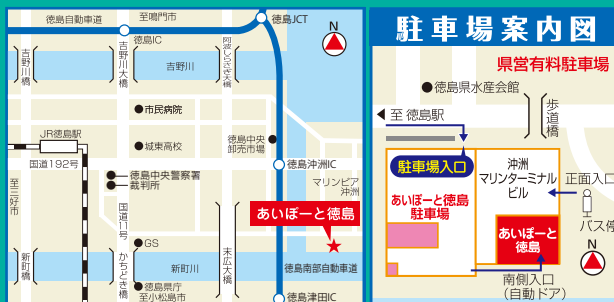 徳島自動車道
至鳴門市
徳島JCT
徳島IC
N
吉野川橋
吉野川大橋
阿波しらさぎ大橋
吉野川
市民病院
城東高校
徳島中央
卸売市場
JR徳島駅
国道192号
徳島中央警察署
裁判所
徳島沖洲IC
マリンピア
沖洲
至三好市
国道11号
あいぽーと徳島
GS
新町橋
かちどき橋
新町川
末広大橋
徳島南部自動車道
徳島県庁
至小松島市
徳島津田IC
駐車場案内図
県営有料駐車場
徳島県水産会館
至 徳島駅
歩道橋
駐車場入口
沖洲
マリンターミナル
ビル
正面入口
あいぽーと徳島
駐車場
バス停
あいぽーと
徳島
N
南側入口
(自動ドア)